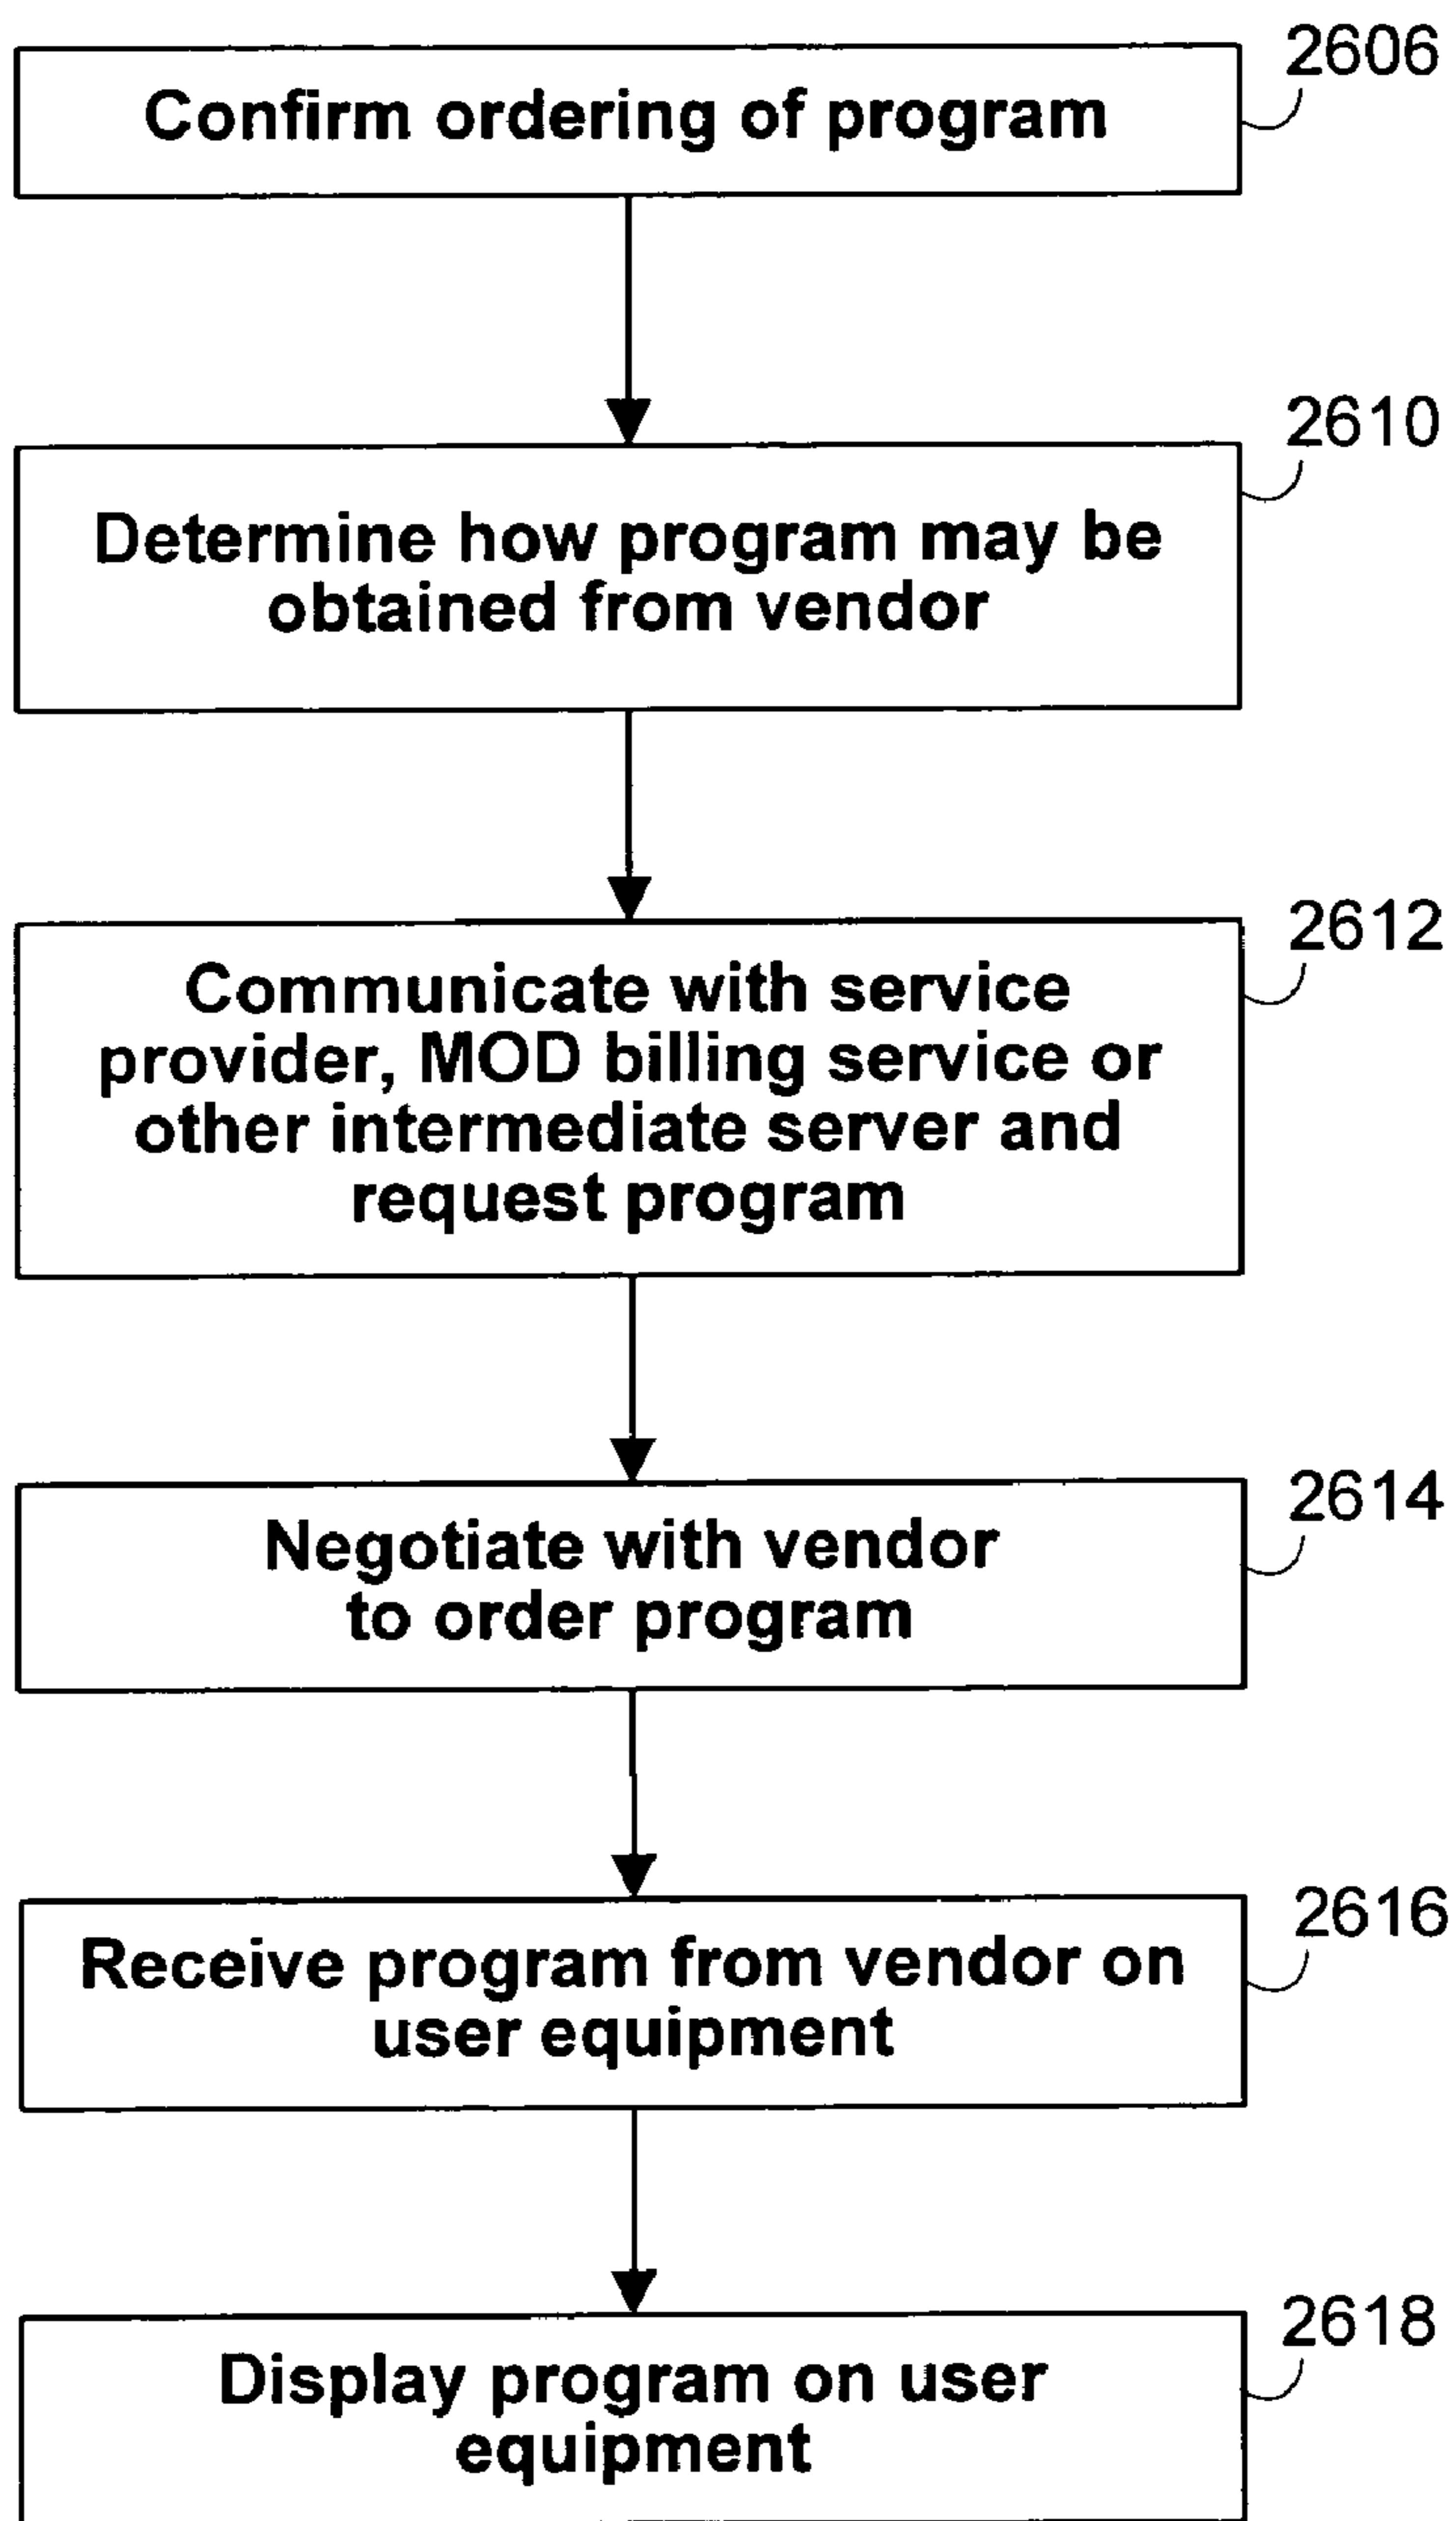 2606
Confirm ordering of program
2610
Determine how program may be
obtained from vendor
2612
Communicate with service
provider, MOD billing service or
other intermediate server and
request program
2614
Negotiate with vendor
to order program
2616
Receive program from vendor on
user equipment
2618
Display program on user
equipment